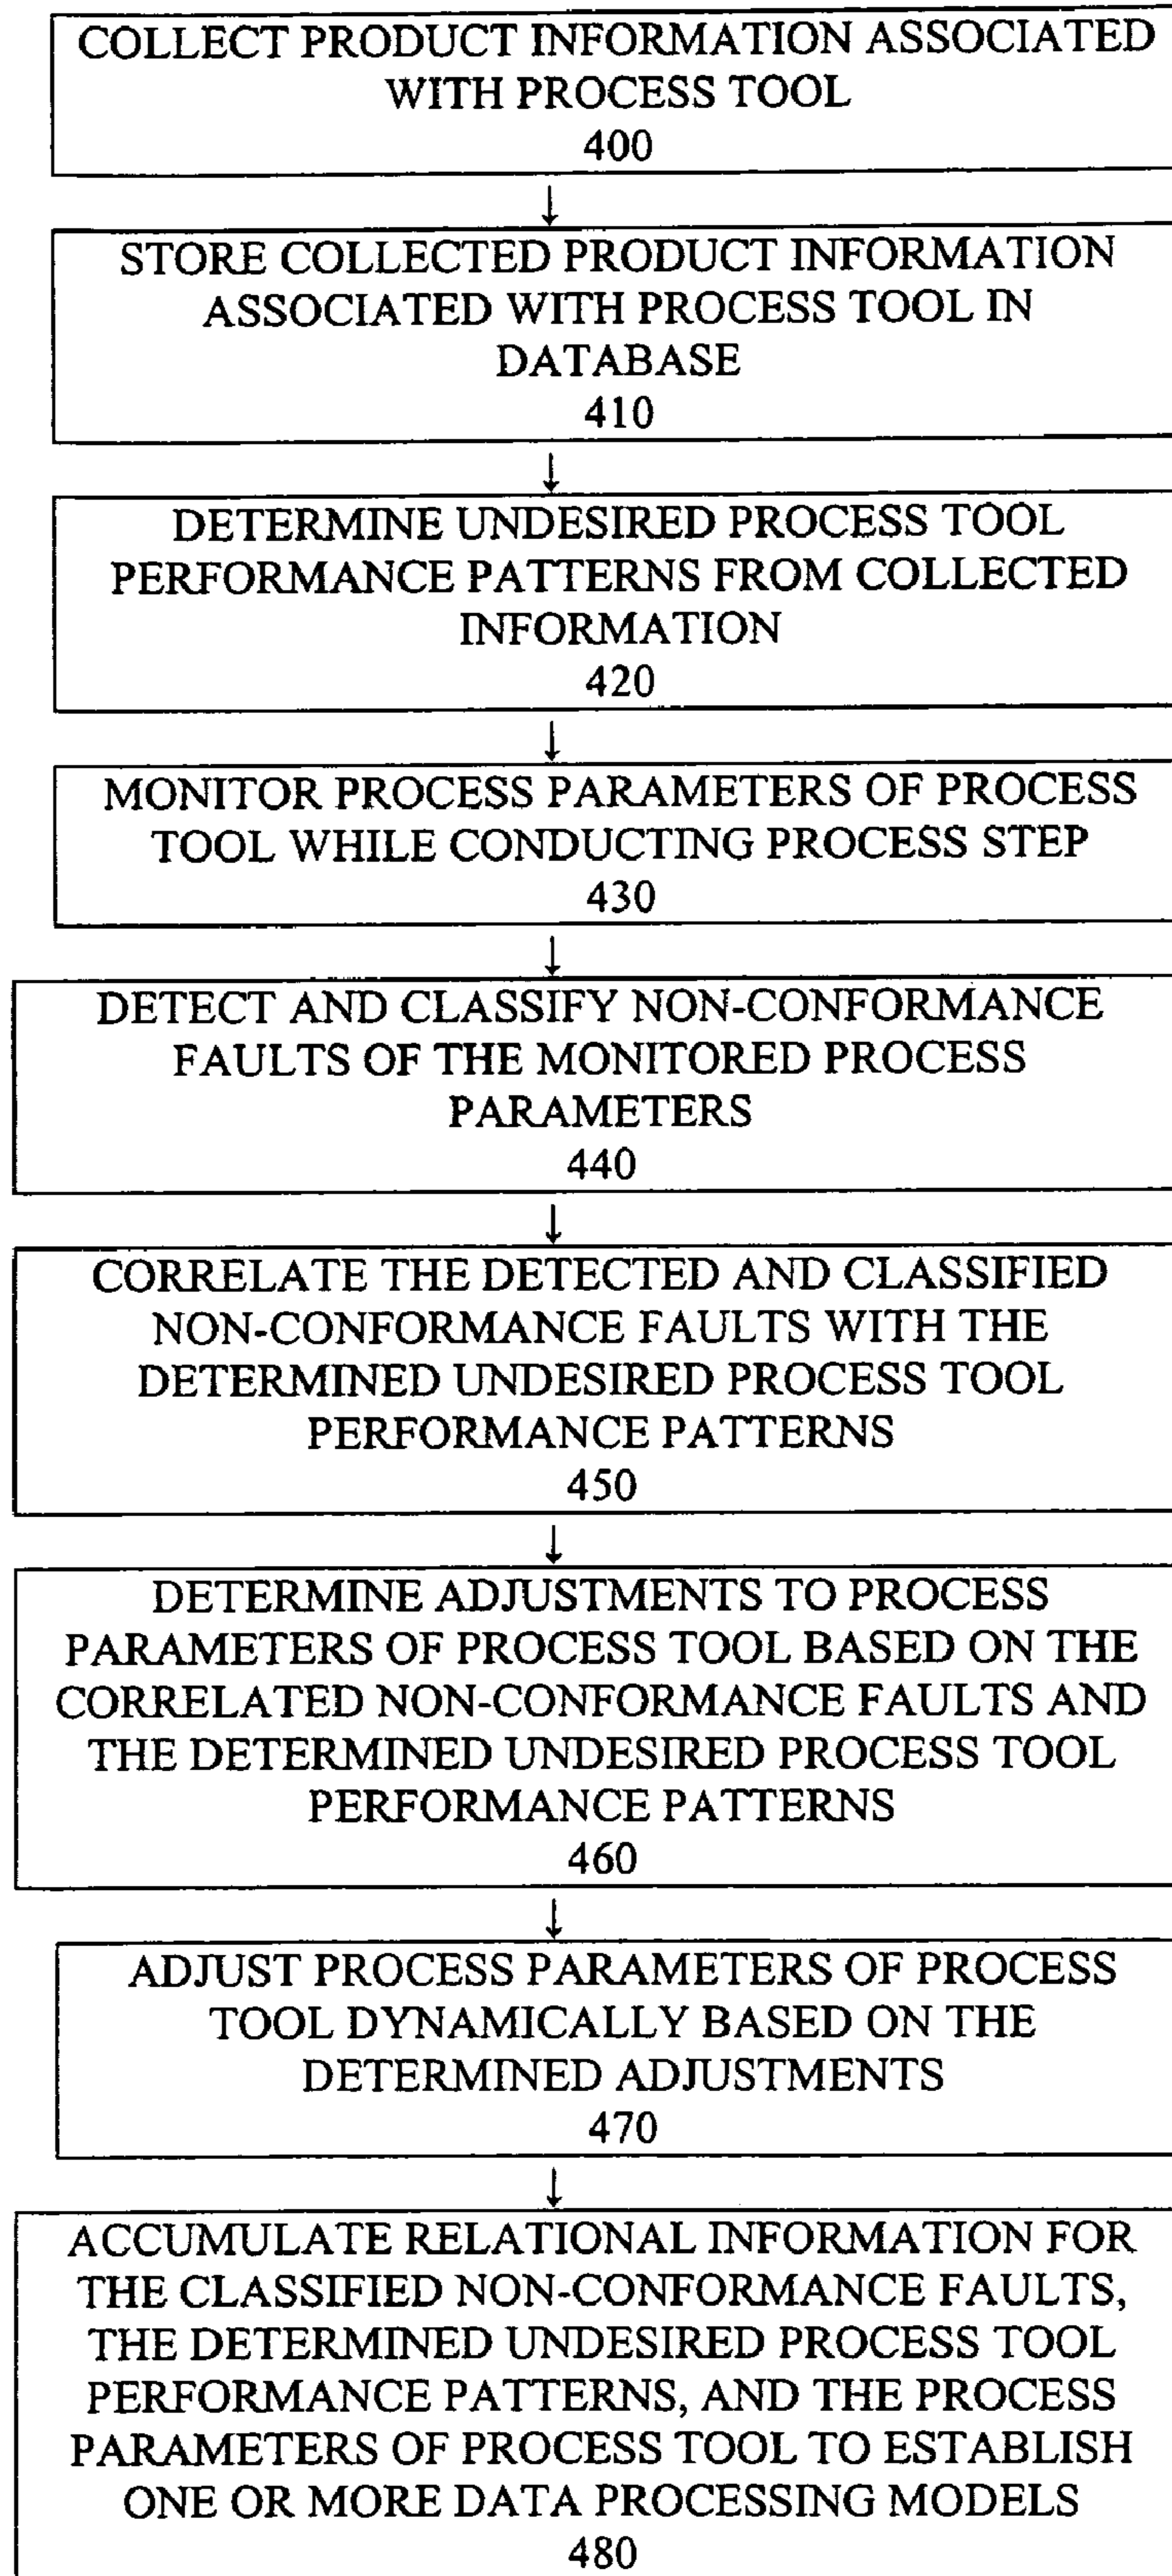 COLLECT PRODUCT INFORMATION ASSOCIATED
WITH PROCESS TOOL
400
STORE COLLECTED PRODUCT INFORMATION
ASSOCIATED WITH PROCESS TOOL IN
DATABASE
410
DETERMINE UNDESIRED PROCESS TOOL
PERFORMANCE PATTERNS FROM COLLECTED
INFORMATION
420
MONITOR PROCESS PARAMETERS OF PROCESS
TOOL WHILE CONDUCTING PROCESS STEP
430
DETECT AND CLASSIFY NON-CONFORMANCE
FAULTS OF THE MONITORED PROCESS
PARAMETERS
440
CORRELATE THE DETECTED AND CLASSIFIED
NON-CONFORMANCE FAULTS WITH THE
DETERMINED UNDESIRED PROCESS TOOL
PERFORMANCE PATTERNS
450
DETERMINE ADJUSTMENTS TO PROCESS
PARAMETERS OF PROCESS TOOL BASED ON THE
CORRELATED NON-CONFORMANCE FAULTS AND
THE DETERMINED UNDESIRED PROCESS TOOL
PERFORMANCE PATTERNS
460
ADJUST PROCESS PARAMETERS OF PROCESS
TOOL DYNAMICALLY BASED ON THE
DETERMINED ADJUSTMENTS
470
ACCUMULATE RELATIONAL INFORMATION FOR
THE CLASSIFIED NON-CONFORMANCE FAULTS,
THE DETERMINED UNDESIRED PROCESS TOOL
PERFORMANCE PATTERNS, AND THE PROCESS
PARAMETERS OF PROCESS TOOL TO ESTABLISH
ONE OR MORE DATA PROCESSING MODELS
480